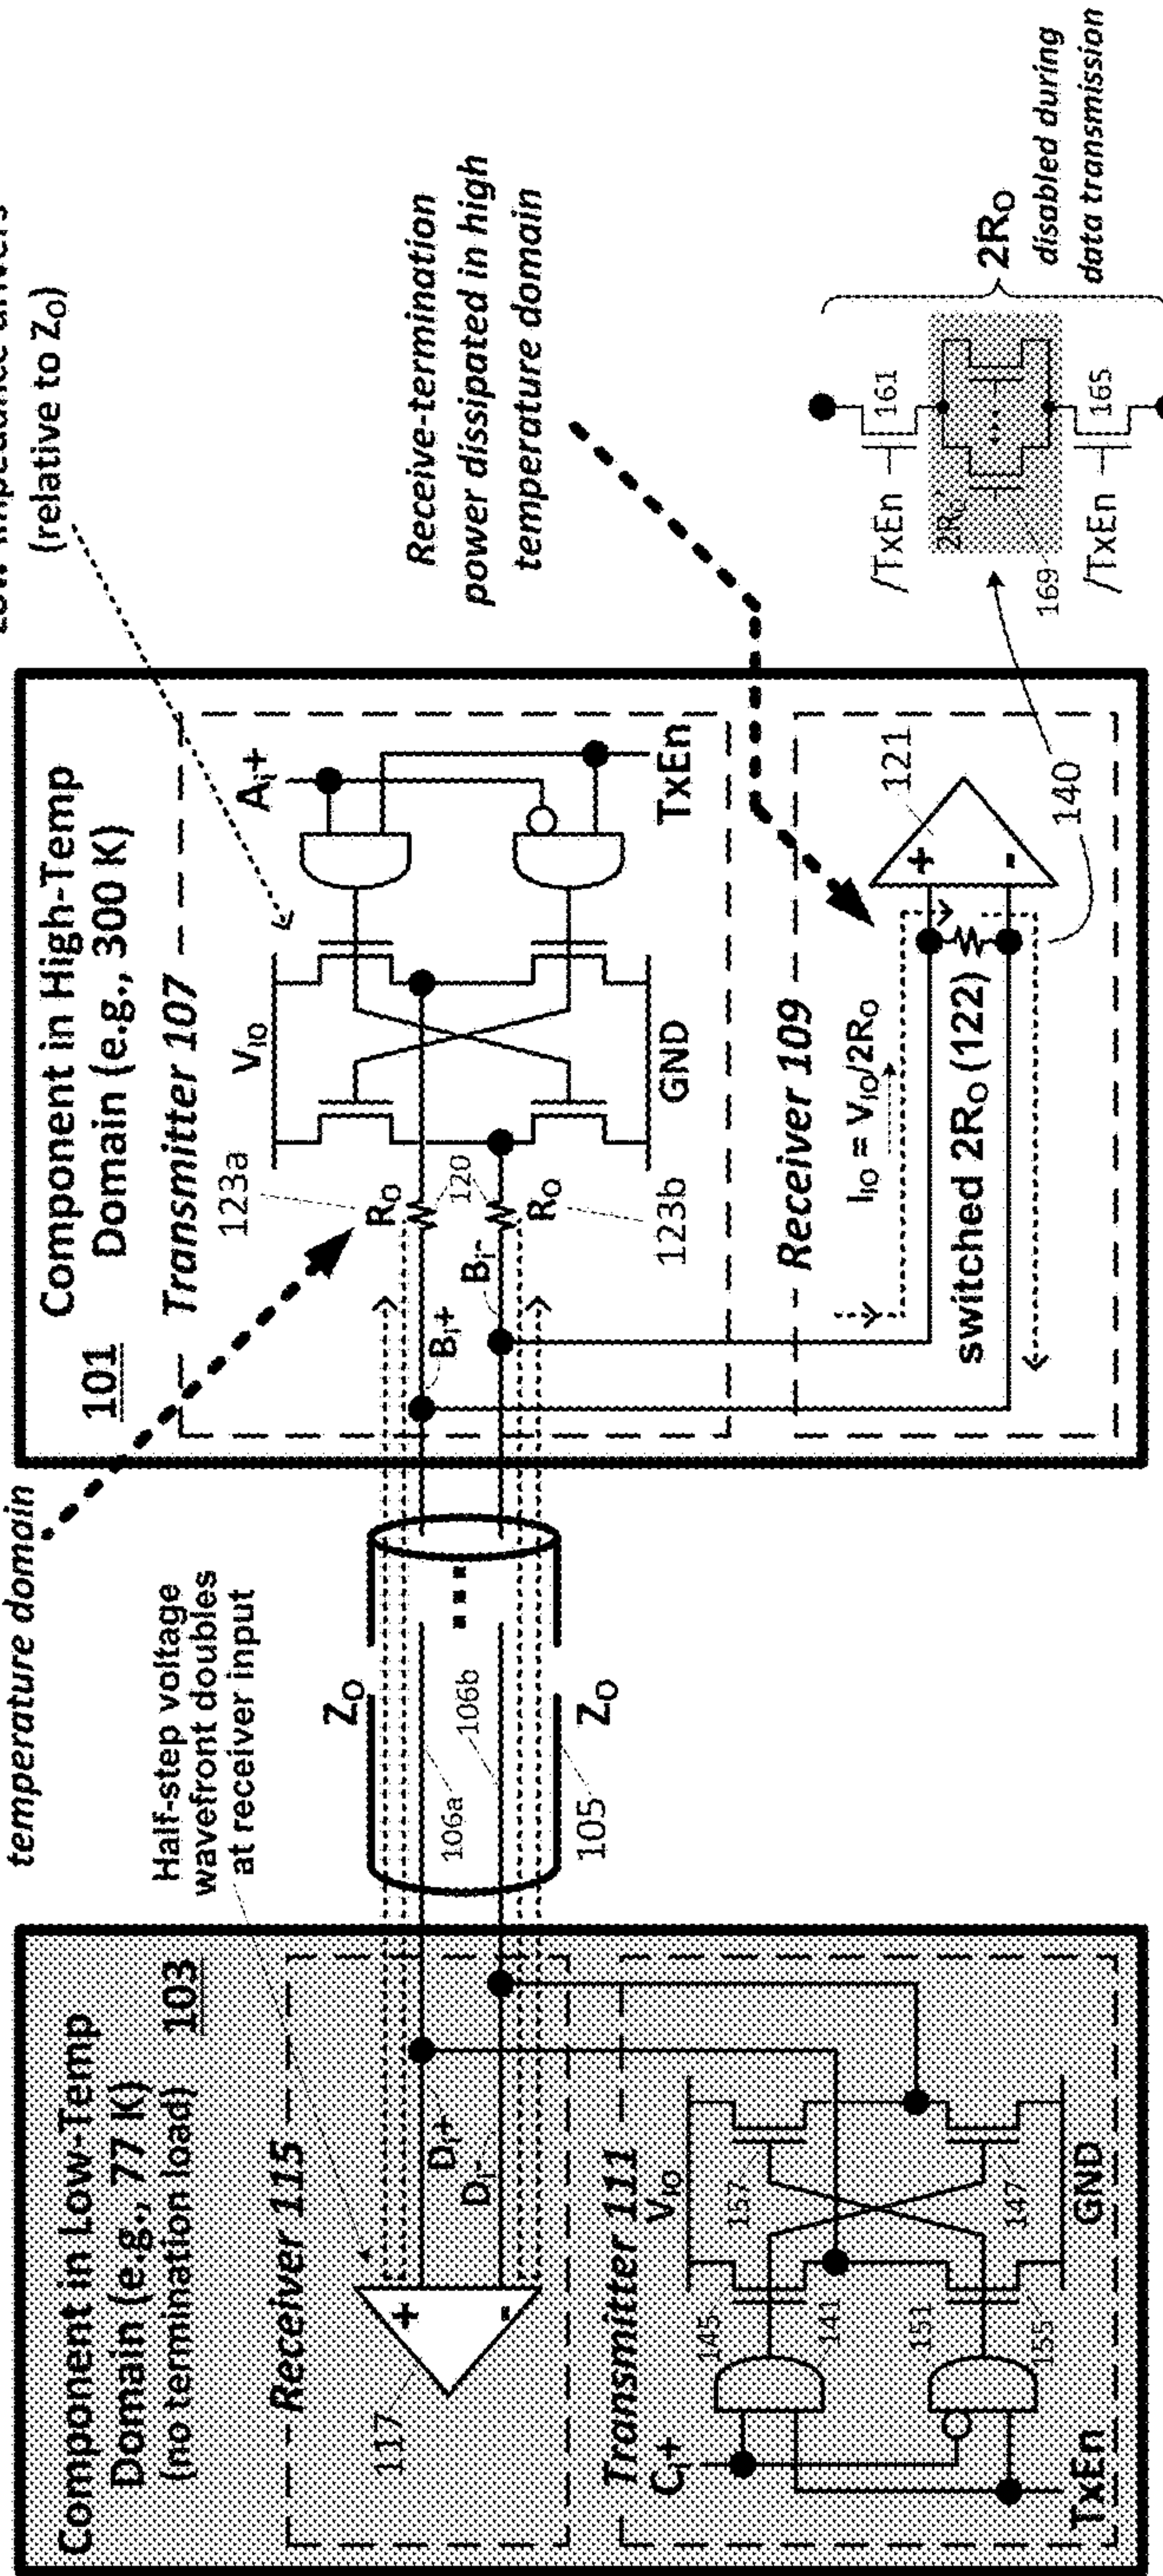 Component in Low-Temp
Domain (e.g., 77 K)
(no termination load)
103
Receiver 115
117
+
-
Di+
Di-
Transmitter 111
Ci+
TxEn
VIO
GND
145
141
157
151
155
147
temperature domain
Half-step voltage
wavefront doubles
at receiver input
ZO
106a
106b
ZO
105
Component in High-Temp
Domain (e.g., 300 K)
101
Transmitter 107
123a
VIO
Ai+
RO
120
Bi+
Bi-
RO
123b
GND
TxEn
Receiver 109
IIO = VIO/2RO
switched 2RO (122)
+
-
121
140
(relative to ZO)
Receive-termination
power dissipated in high
temperature domain
/TxEn
161
2RO'
169
/TxEn
165
2RO
disabled during
data transmission